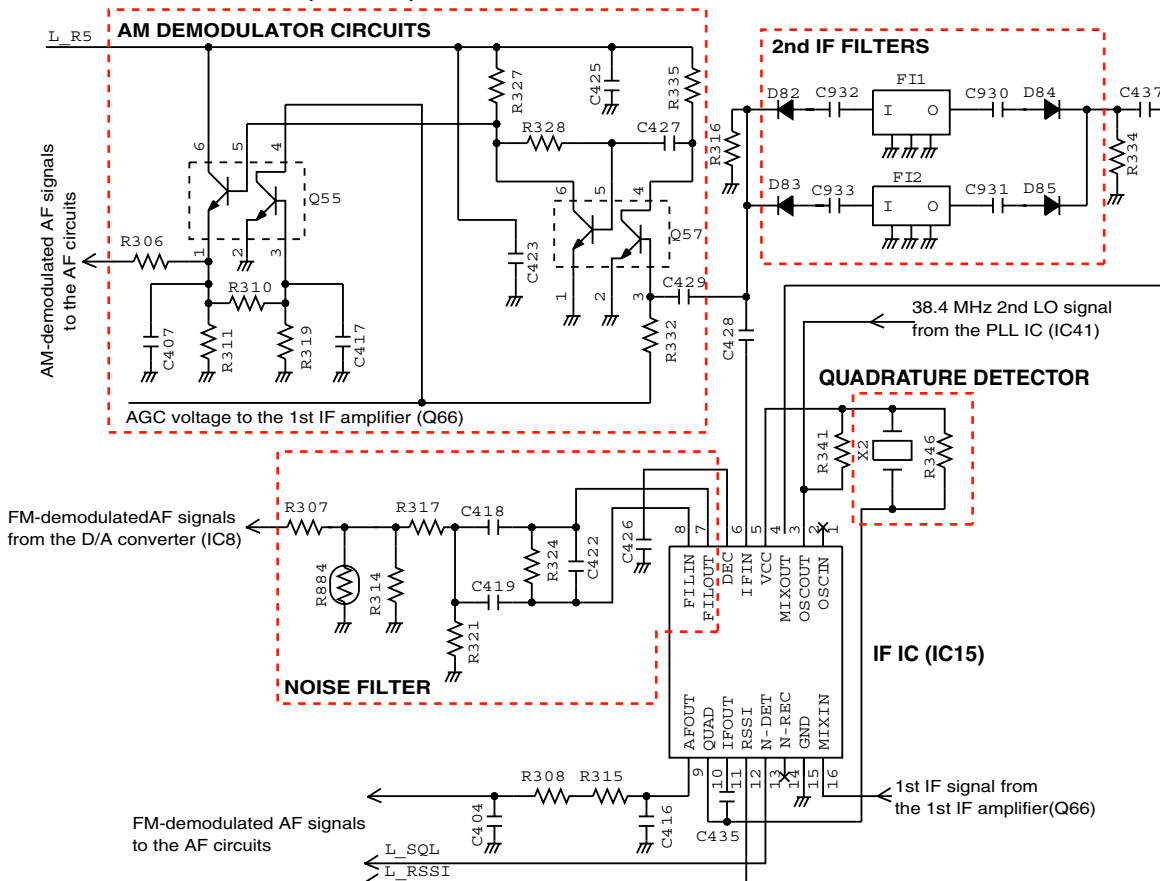 AM DEMODULATOR CIRCUITS
L_R5
2nd IF FILTERS
R327
C425
R335
D82
C932
FI1
C930
D84
C437
I
O
R316
R334
R328
C427
6
5
4
6
5
4
Q55
Q57
D83
C933
FI2
C931
D85
I
O
AM-demodulated AF signals
to the AF circuits
R306
1
2
3
C423
1
2
3
C429
R310
C407
R311
R319
C417
R332
C428
38.4 MHz 2nd LO signal
from the PLL IC (IC41)
QUADRATURE DETECTOR
AGC voltage to the 1st IF amplifier (Q66)
R341
X2
R346
FM-demodulatedAF signals
from the D/A converter (IC8)
R307
R317
C418
R324
C422
C426
R884
R314
C419
R321
NOISE FILTER
8
7
6
5
4
3
2
1
FILIN
FILOUT
DEC
IFIN
VCC
MIXOUT
OSCOUT
OSCIN
IF IC (IC15)
AFOUT
QUAD
IFOUT
RSSI
N-DET
N-REC
GND
MIXIN
9
10
11
12
13
14
15
16
R308
R315
C404
C416
C435
1st IF signal from
the 1st IF amplifier(Q66)
FM-demodulated AF signals
to the AF circuits
L_SQL
L_RSSI